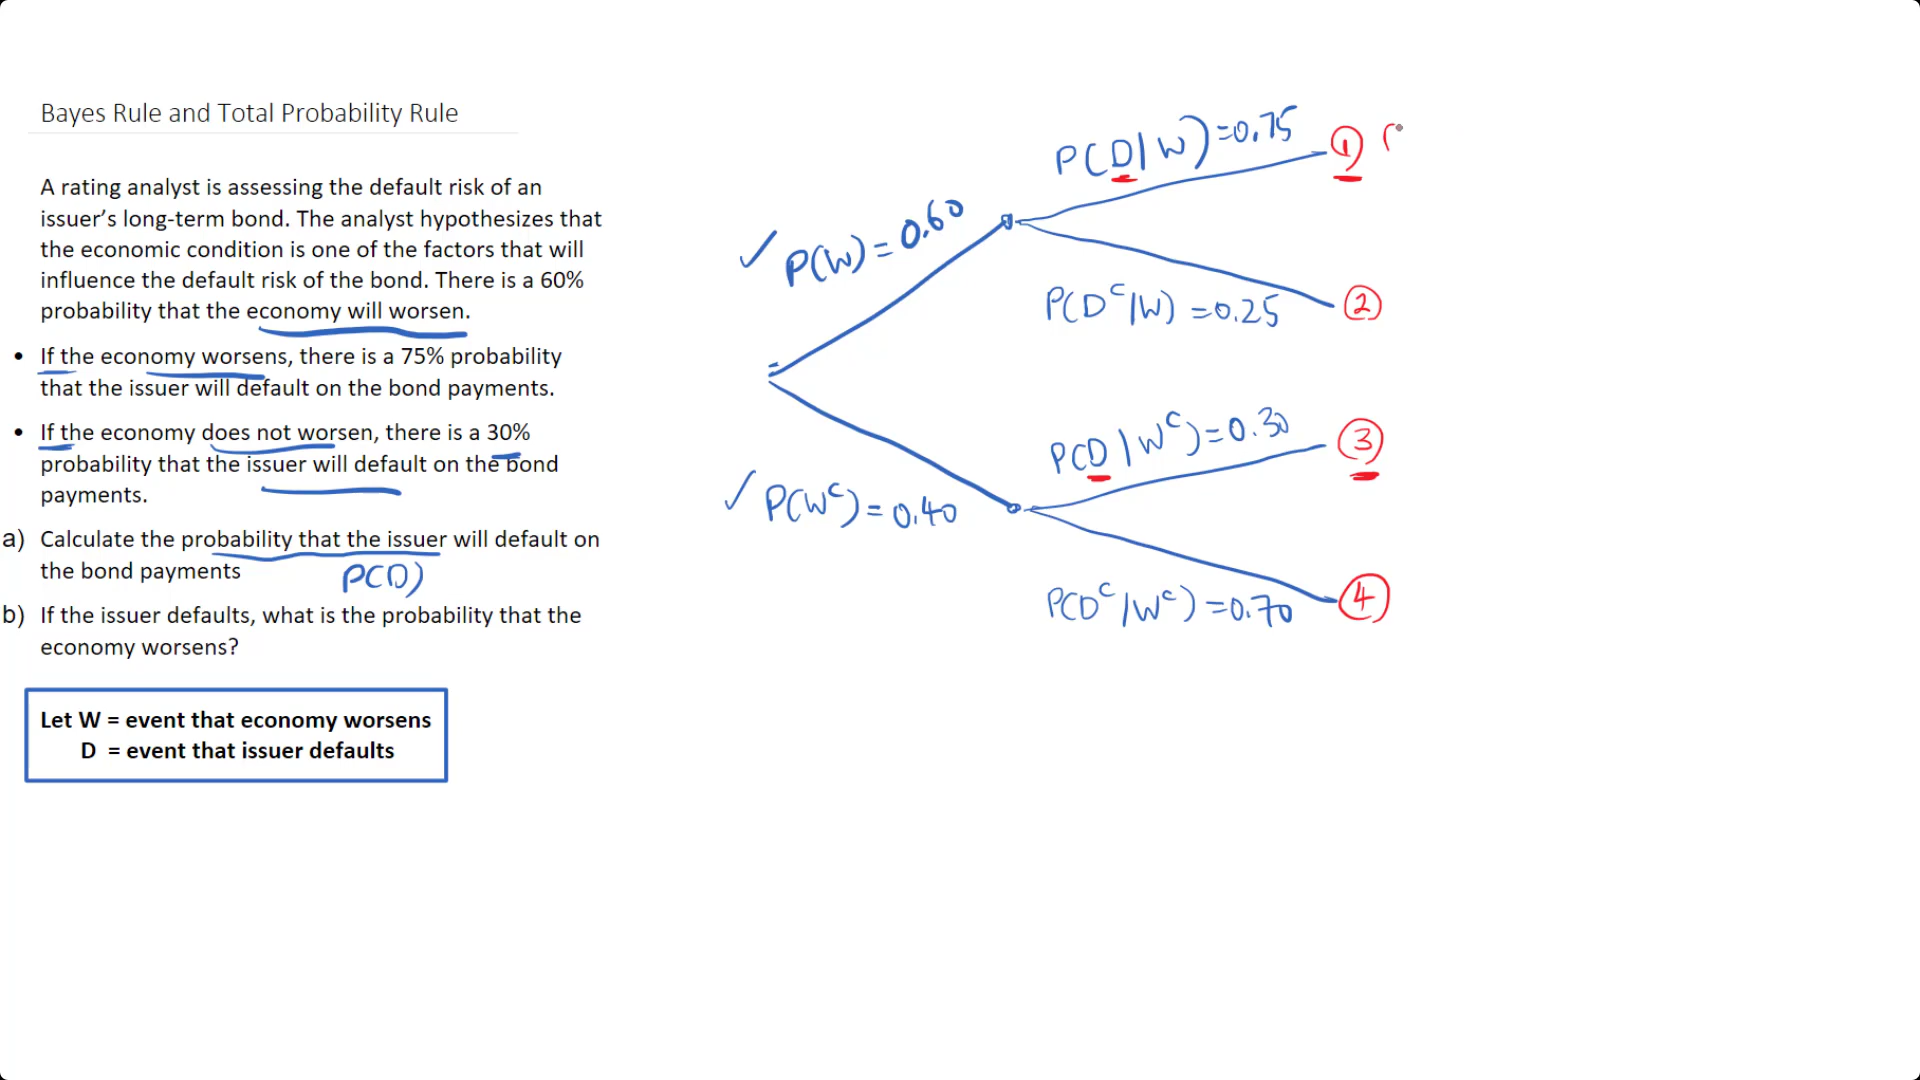 Bayes Rule and Total Probability Rule
A rating analyst is assessing the default risk of an
issuer’s long-term bond. The analyst hypothesizes that
the economic condition is one of the factors that will
influence the default risk of the bond. There is a 60%
probability that the economy will worsen.
• If the economy worsens, there is a 75% probability
that the issuer will default on the bond payments.
• If the economy does not worsen, there is a 30%
probability that the issuer will default on the bond
payments.
a) Calculate the probability that the issuer will default on
the bond payments
P(D)
b) If the issuer defaults, what is the probability that the
economy worsens?
Let W = event that economy worsens
D = event that issuer defaults
✓ P(W) = 0.60
P(D|W) = 0.75 ① (
P(Dᶜ|W) = 0.25 ②
P(D|Wᶜ) = 0.30 ③
✓ P(Wᶜ) = 0.40
P(Dᶜ|Wᶜ) = 0.70 ④